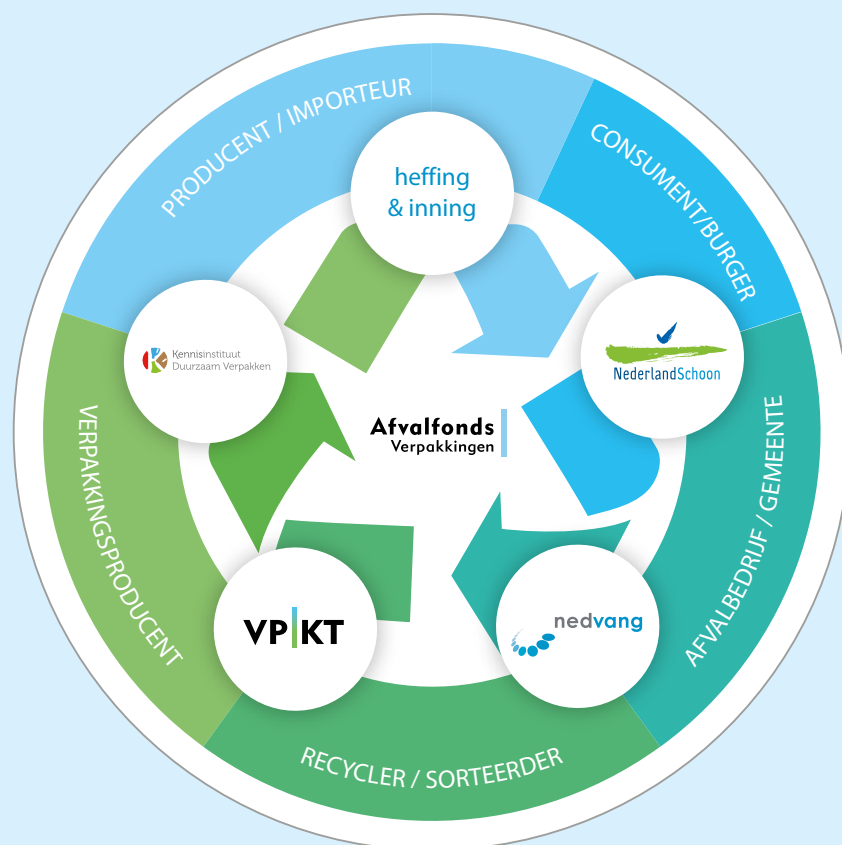 PRODUCENT / IMPORTEUR
CONSUMENT/BURGER
heffing
& inning
Kennisinstituut
Duurzaam Verpakken
NederlandSchoon
Afvalfonds
Verpakkingen
VERPAKKINGSPRODUCENT
AFVALBEDRIJF / GEMEENTE
VP|KT
nedvang
RECYCLER / SORTEERDER